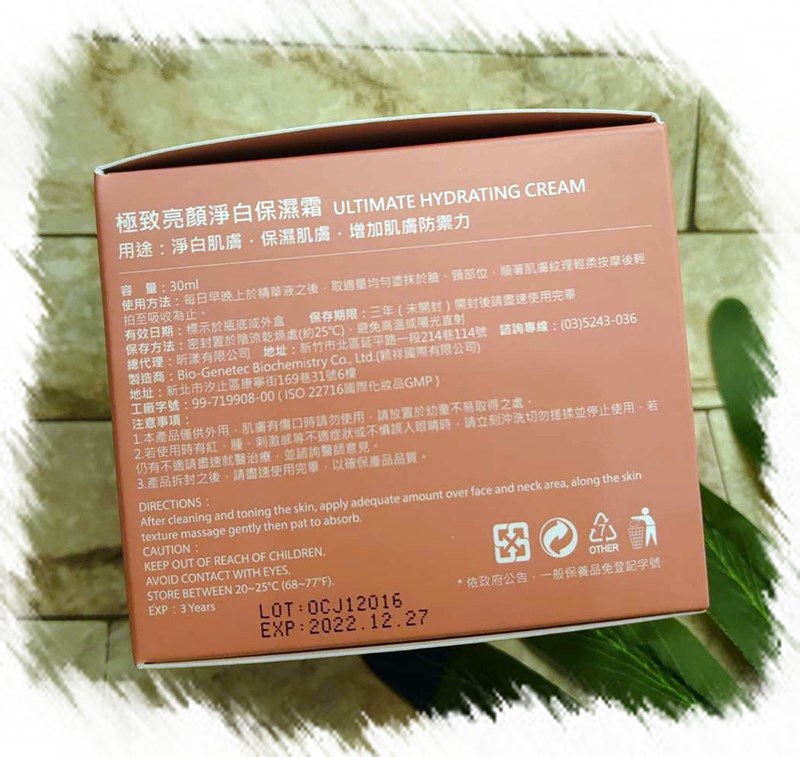 極致亮顏淨白保濕霜 ULTIMATE HYDRATING CREAM
用途：淨白肌膚．保濕肌膚．增加肌膚防禦力
容 量：30ml
使用方法：每日早晚上於精華液之後，取適量均勻塗抹於臉、頸部位，順著肌膚紋理輕柔按摩後輕
拍至吸收為止。
有效日期：標示於瓶底或外盒 保存期限：三年（未開封）開封後請盡速使用完畢
保存方法：密封置於陰涼乾燥處(約25℃)，避免高溫或陽光直射
總代理：昕漾有限公司 地址：新竹市北區延平路一段214巷114號 諮詢專線：(03)5243-036
製造商：Bio-Genetec Biochemistry Co., Ltd.(穎祥國際有限公司)
地址：新北市汐止區康寧街169巷31號6樓
工廠字號：99-719908-00 ( ISO 22716國際化妝品GMP )
注意事項：
1.本產品僅供外用，肌膚有傷口時請勿使用，請放置於幼童不易取得之處。
2.若使用時有紅、腫、刺激感等不適症狀或不慎誤入眼睛時，請立刻沖洗切勿搓揉並停止使用，若
仍有不適請盡速就醫治療，並諮詢醫師意見。
3.產品拆封之後，請盡速使用完畢，以確保產品品質。
DIRECTIONS：
After cleaning and toning the skin, apply adequate amount over face and neck area, along the skin
texture massage gently then pat to absorb.
CAUTION：
KEEP OUT OF REACH OF CHILDREN.
AVOID CONTACT WITH EYES.
STORE BETWEEN 20~25℃ (68~77℉).
EXP：3 Years
7
OTHER
*依政府公告，一般保養品免登記字號
LOT:OCJ12016
EXP:2022.12.27